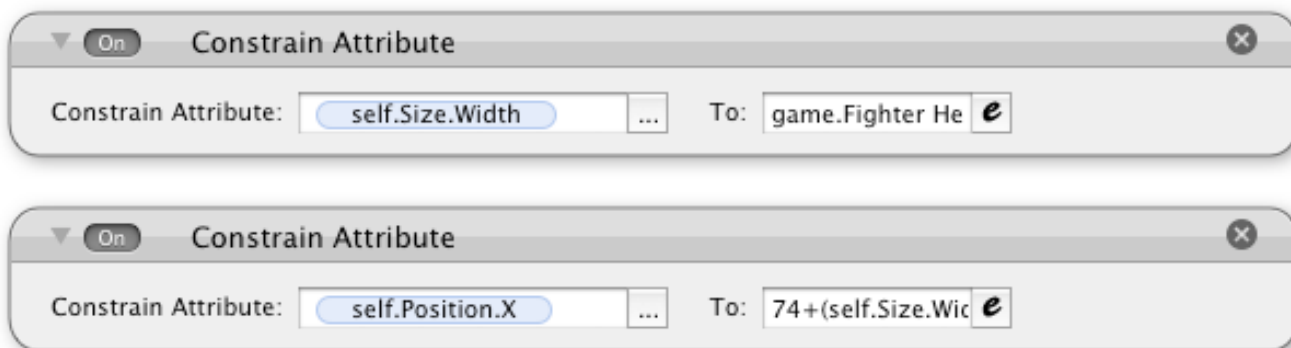 On Constrain Attribute
Constrain Attribute: self.Size.Width ... To: game.Fighter He e
On Constrain Attribute
Constrain Attribute: self.Position.X ... To: 74+(self.Size.Wid e